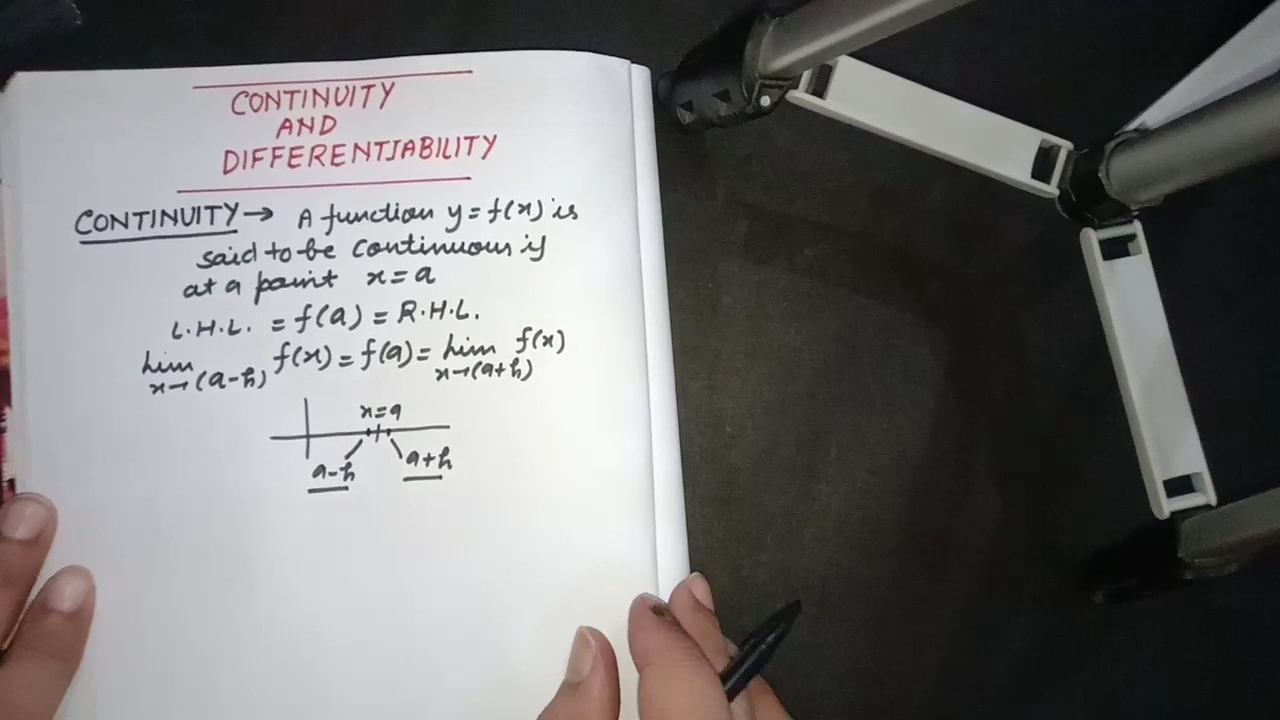 CONTINUITY
AND
DIFFERENTIABILITY
CONTINUITY → A function y = f(x) is
said to be continuous if
at a point x = a
L.H.L. = f(a) = R.H.L.
lim f(x) = f(a) = lim f(x)
x→(a-h) x→(a+h)
x=a
a-h a+h